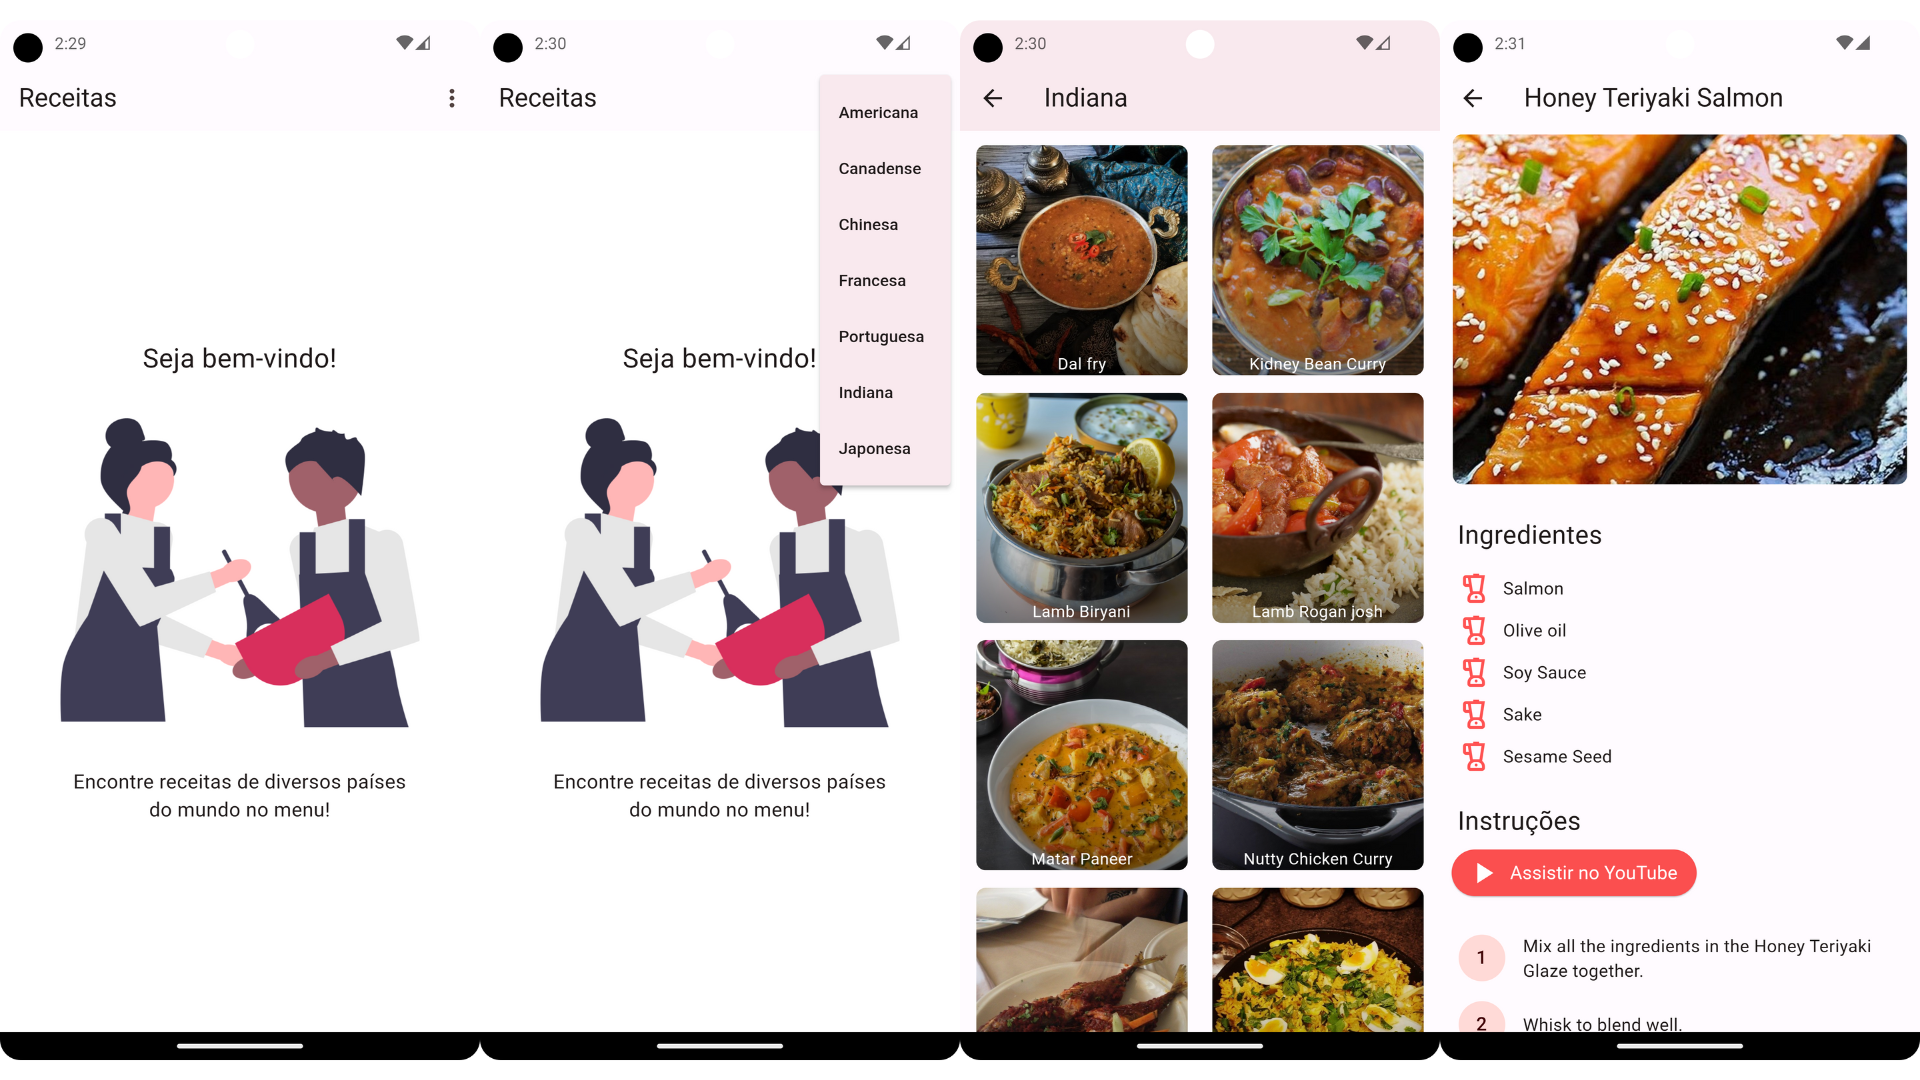 2:29
Receitas
Seja bem-vindo!
Encontre receitas de diversos países
do mundo no menu!
2:30
Receitas
Americana
Canadense
Chinesa
Francesa
Portuguesa
Indiana
Japonesa
Seja bem-vindo!
Encontre receitas de diversos países
do mundo no menu!
2:30
Indiana
Dal fry
Kidney Bean Curry
Lamb Biryani
Lamb Rogan josh
Matar Paneer
Nutty Chicken Curry
2:31
Honey Teriyaki Salmon
Ingredientes
Salmon
Olive oil
Soy Sauce
Sake
Sesame Seed
Instruções
Assistir no YouTube
1 Mix all the ingredients in the Honey Teriyaki
Glaze together.
2 Whisk to blend well.